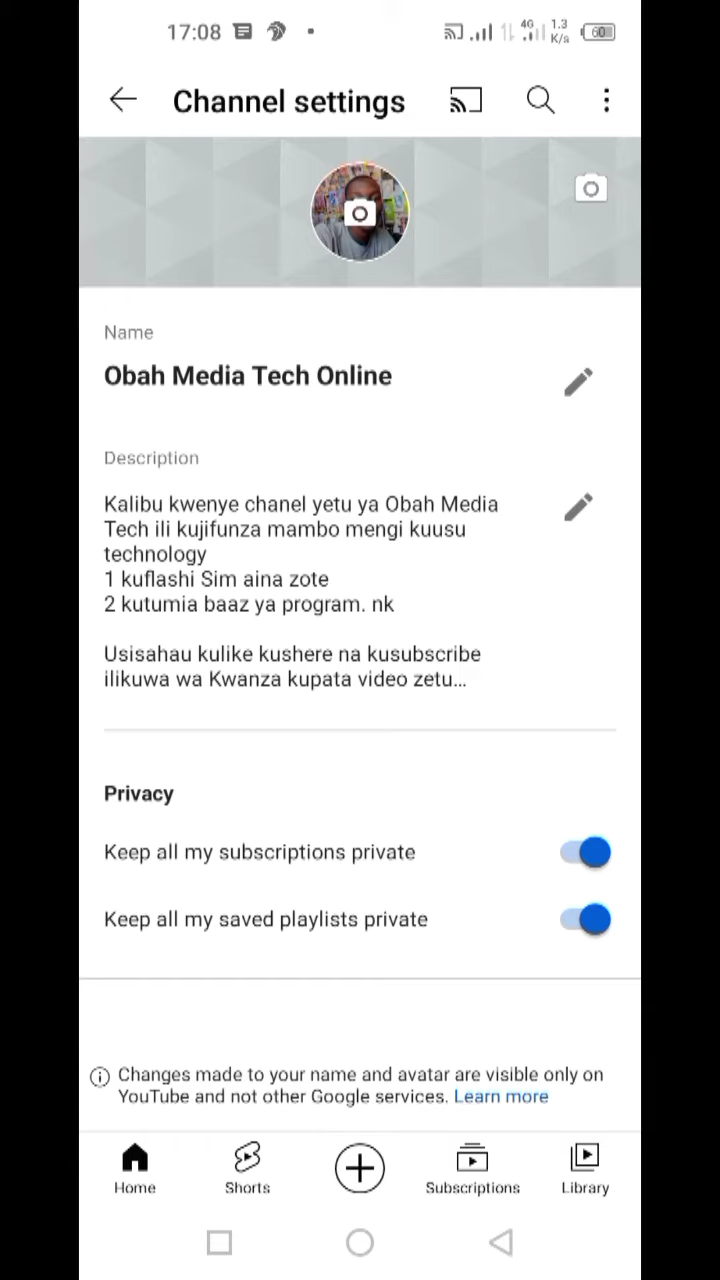 17:08
4G
1.3
K/s
60
Channel settings
Name
Obah Media Tech Online
Description
Kalibu kwenye chanel yetu ya Obah Media
Tech ili kujifunza mambo mengi kuusu
technology
1 kuflashi Sim aina zote
2 kutumia baaz ya program. nk
Usisahau kulike kushere na kusubscribe
ilikuwa wa Kwanza kupata video zetu...
Privacy
Keep all my subscriptions private
Keep all my saved playlists private
Changes made to your name and avatar are visible only on
YouTube and not other Google services. Learn more
Home
Shorts
Subscriptions
Library